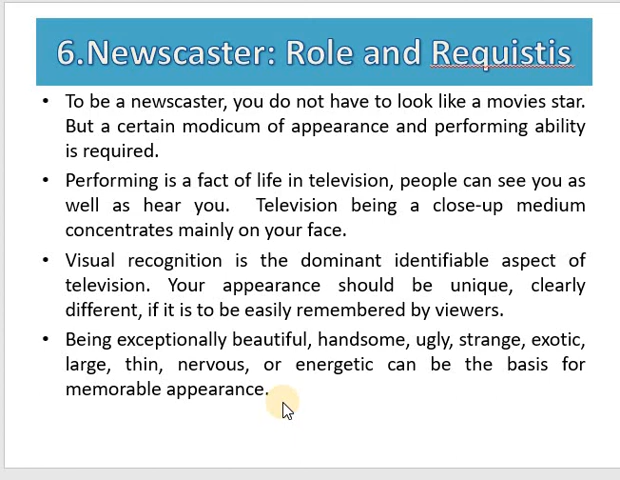 6.Newscaster: Role and Requistis
• To be a newscaster, you do not have to look like a movies star.
But a certain modicum of appearance and performing ability
is required.
• Performing is a fact of life in television, people can see you as
well as hear you. Television being a close-up medium
concentrates mainly on your face.
• Visual recognition is the dominant identifiable aspect of
television. Your appearance should be unique, clearly
different, if it is to be easily remembered by viewers.
• Being exceptionally beautiful, handsome, ugly, strange, exotic,
large, thin, nervous, or energetic can be the basis for
memorable appearance.